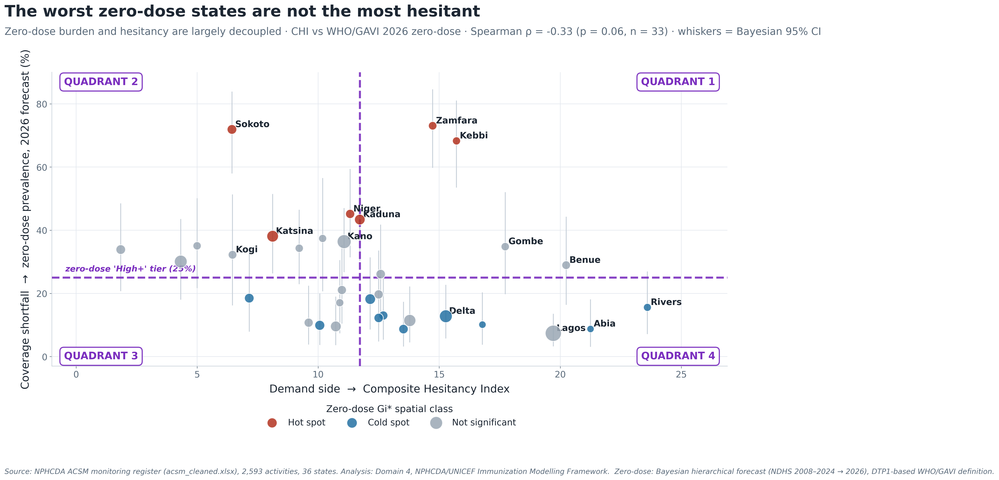 The worst zero-dose states are not the most hesitant
Zero-dose burden and hesitancy are largely decoupled · CHI vs WHO/GAVI 2026 zero-dose · Spearman ρ = -0.33 (p = 0.06, n = 33) · whiskers = Bayesian 95% CI
Coverage shortfall → zero-dose prevalence, 2026 forecast (%)
QUADRANT 2
QUADRANT 1
80
Sokoto
Zamfara
Kebbi
60
Niger
Kaduna
40
Katsina
Kano
Kogi
Gombe
Benue
zero-dose 'High+' tier (25%)
20
Delta
Rivers
Lagos
Abia
0
QUADRANT 3
QUADRANT 4
0 5 10 15 20 25
Demand side → Composite Hesitancy Index
Zero-dose Gi* spatial class
Hot spot Cold spot Not significant
Source: NPHCDA ACSM monitoring register (acsm_cleaned.xlsx), 2,593 activities, 36 states. Analysis: Domain 4, NPHCDA/UNICEF Immunization Modelling Framework. Zero-dose: Bayesian hierarchical forecast (NDHS 2008–2024 → 2026), DTP1-based WHO/GAVI definition.